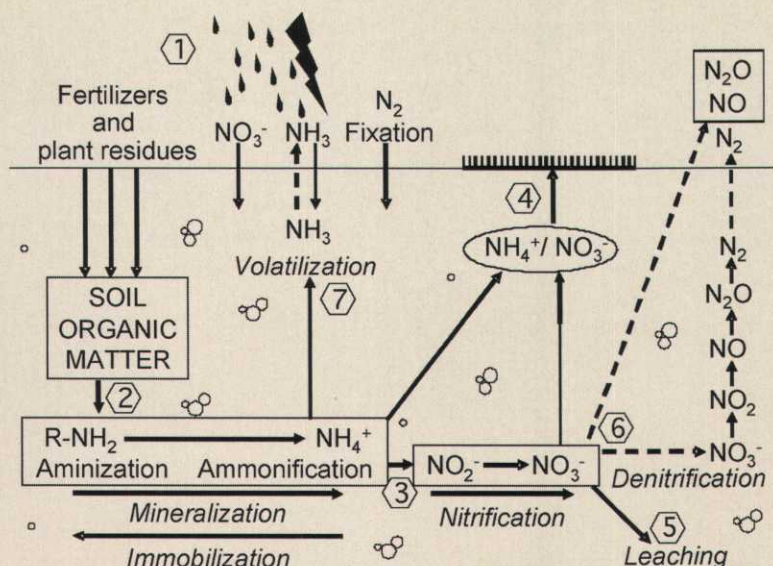 1
Fertilizers
and
plant residues
NO₃⁻
NH₃
N₂
Fixation
N₂O
NO
N₂
NH₃
Volatilization
7
4
NH₄⁺/ NO₃⁻
SOIL
ORGANIC
MATTER
2
N₂
N₂O
NO
NO₂
NO₃⁻
R-NH₂
NH₄⁺
Aminization
Ammonification
3
NO₂⁻
NO₃⁻
6
Denitrification
Mineralization
Nitrification
5
Immobilization
Leaching